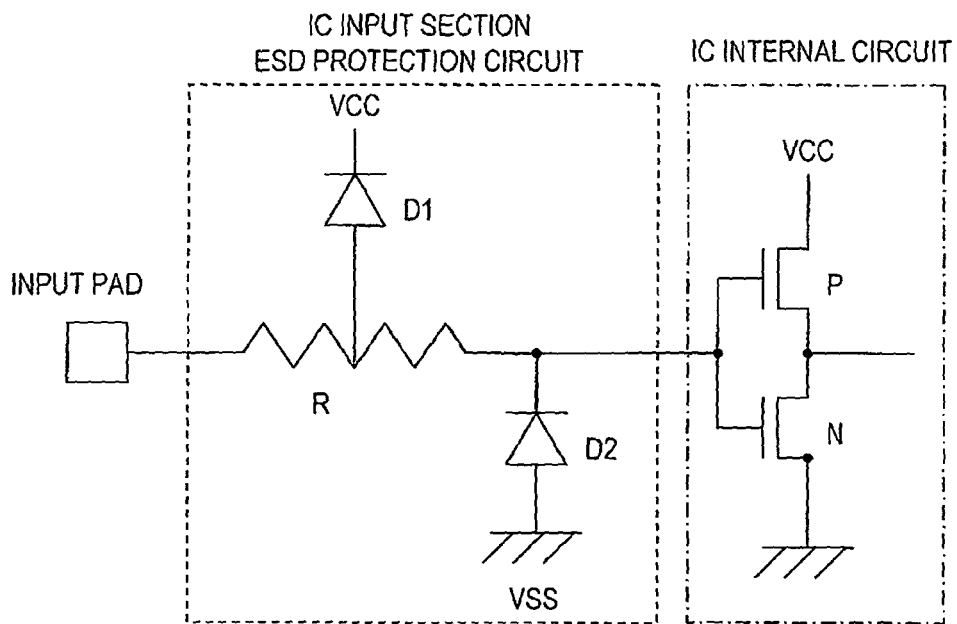 IC INPUT SECTION
ESD PROTECTION CIRCUIT
IC INTERNAL CIRCUIT
VCC
VCC
D1
INPUT PAD
P
R
D2
N
VSS